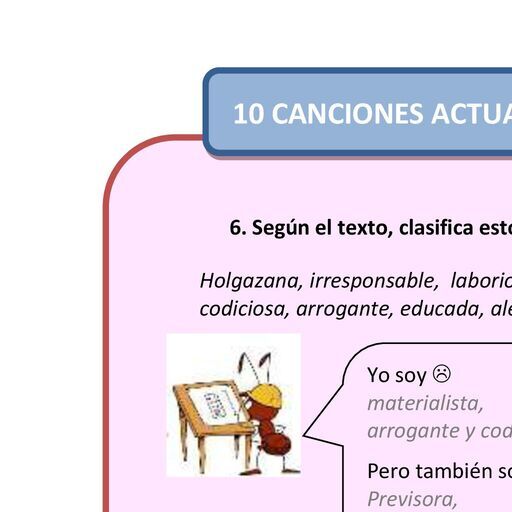 10 CANCIONES ACTUA
6. Según el texto, clasifica esto
Holgazana, irresponsable, laborio
codiciosa, arrogante, educada, ale
Yo soy ☹
materialista,
arrogante y cod
Pero también so
Previsora,